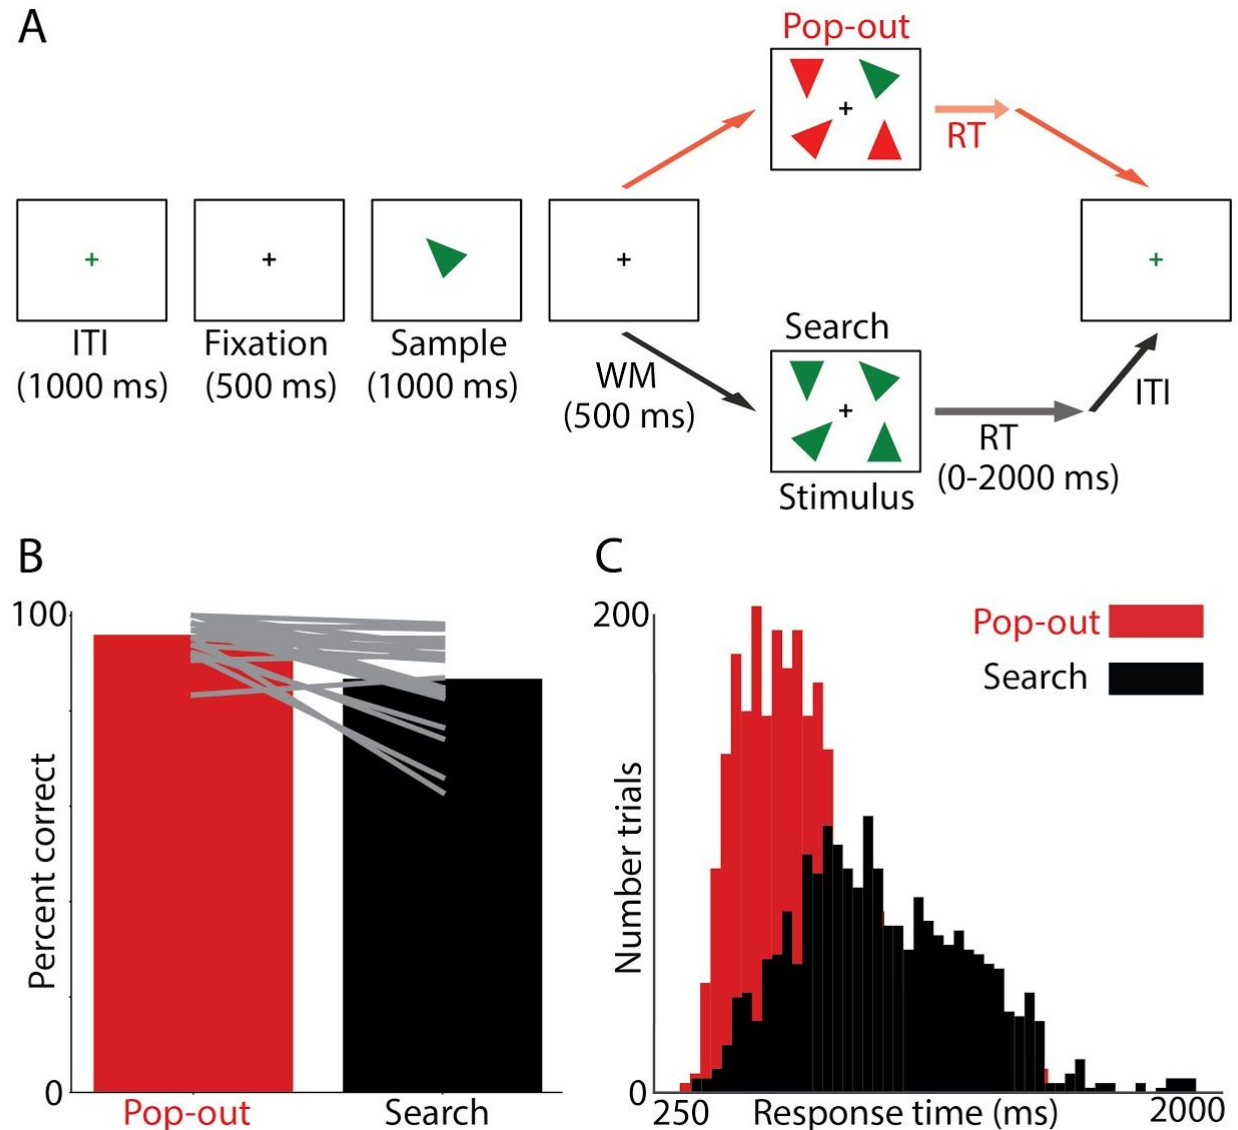 A
Pop-out
RT
ITI
(1000 ms)
Fixation
(500 ms)
Sample
(1000 ms)
WM
(500 ms)
Search
Stimulus
RT
(0-2000 ms)
ITI
B
100
Percent correct
0
Pop-out
Search
C
200
Pop-out
Search
Number trials
0
250
Response time (ms)
2000